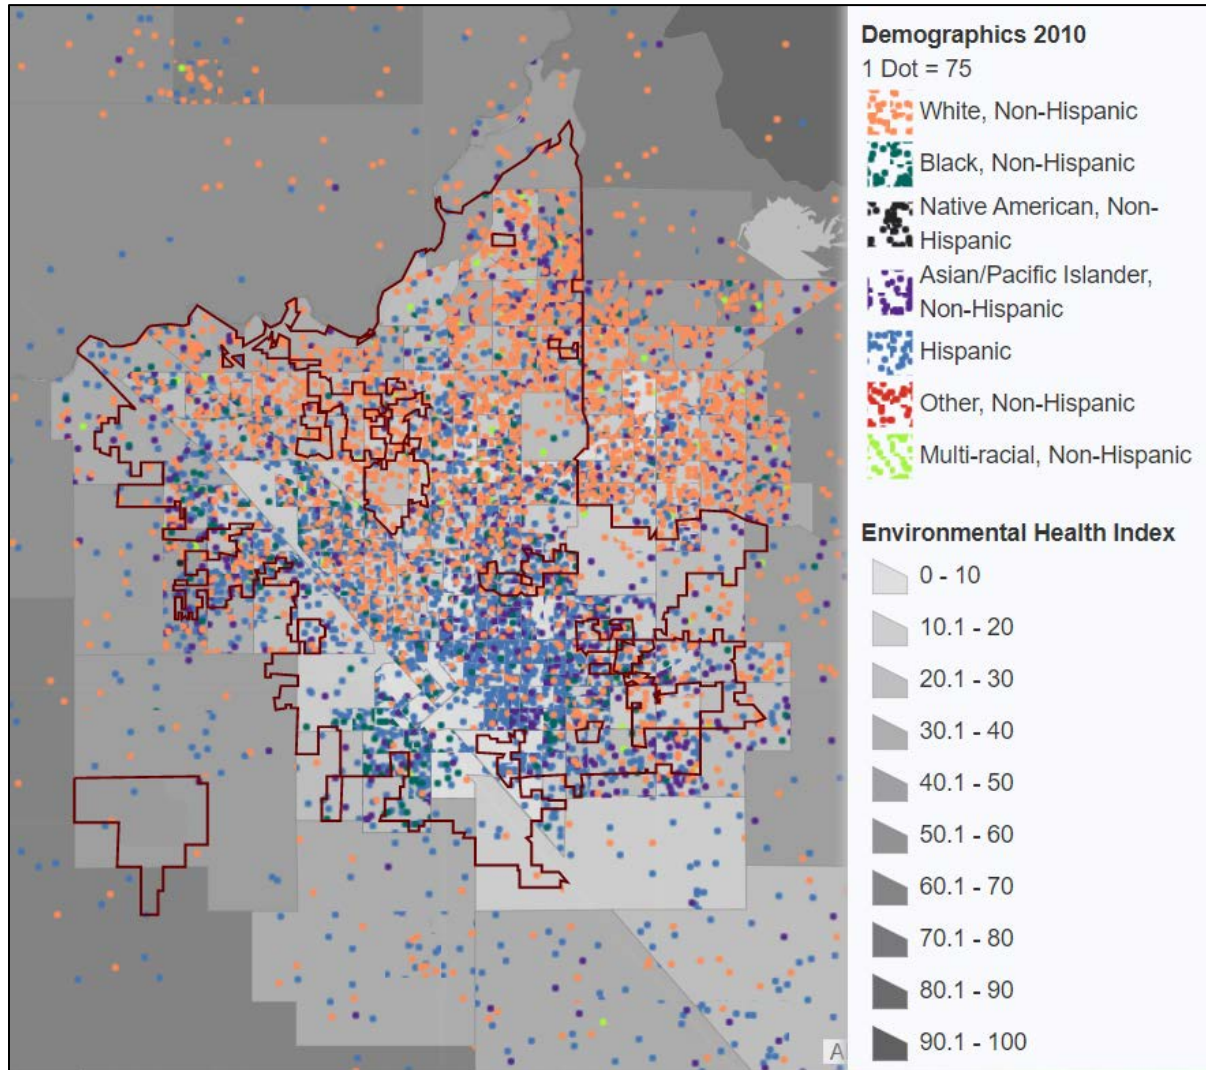 Demographics 2010
1 Dot = 75
White, Non-Hispanic
Black, Non-Hispanic
Native American, Non-
Hispanic
Asian/Pacific Islander,
Non-Hispanic
Hispanic
Other, Non-Hispanic
Multi-racial, Non-Hispanic
Environmental Health Index
0 - 10
10.1 - 20
20.1 - 30
30.1 - 40
40.1 - 50
50.1 - 60
60.1 - 70
70.1 - 80
80.1 - 90
90.1 - 100
A